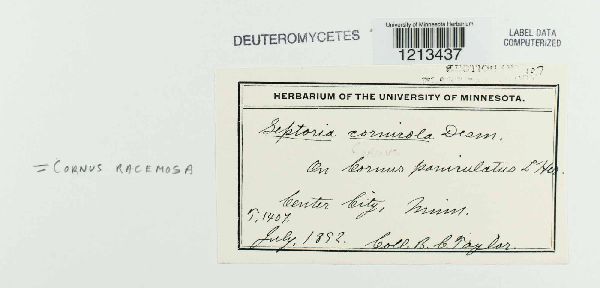 DEUTEROMYCETES
University of Minnesota Herbarium
1213437
LABEL DATA
COMPUTERIZED
HERBARIUM OF THE UNIVERSITY OF MINNESOTA.
Septoria cornicola Desm.
On Cornus paniculatus L'Her.
= CORNUS RACEMOSA
Center City, Minn.
T. 1407.
July, 1892. Coll. B. C. Taylor.